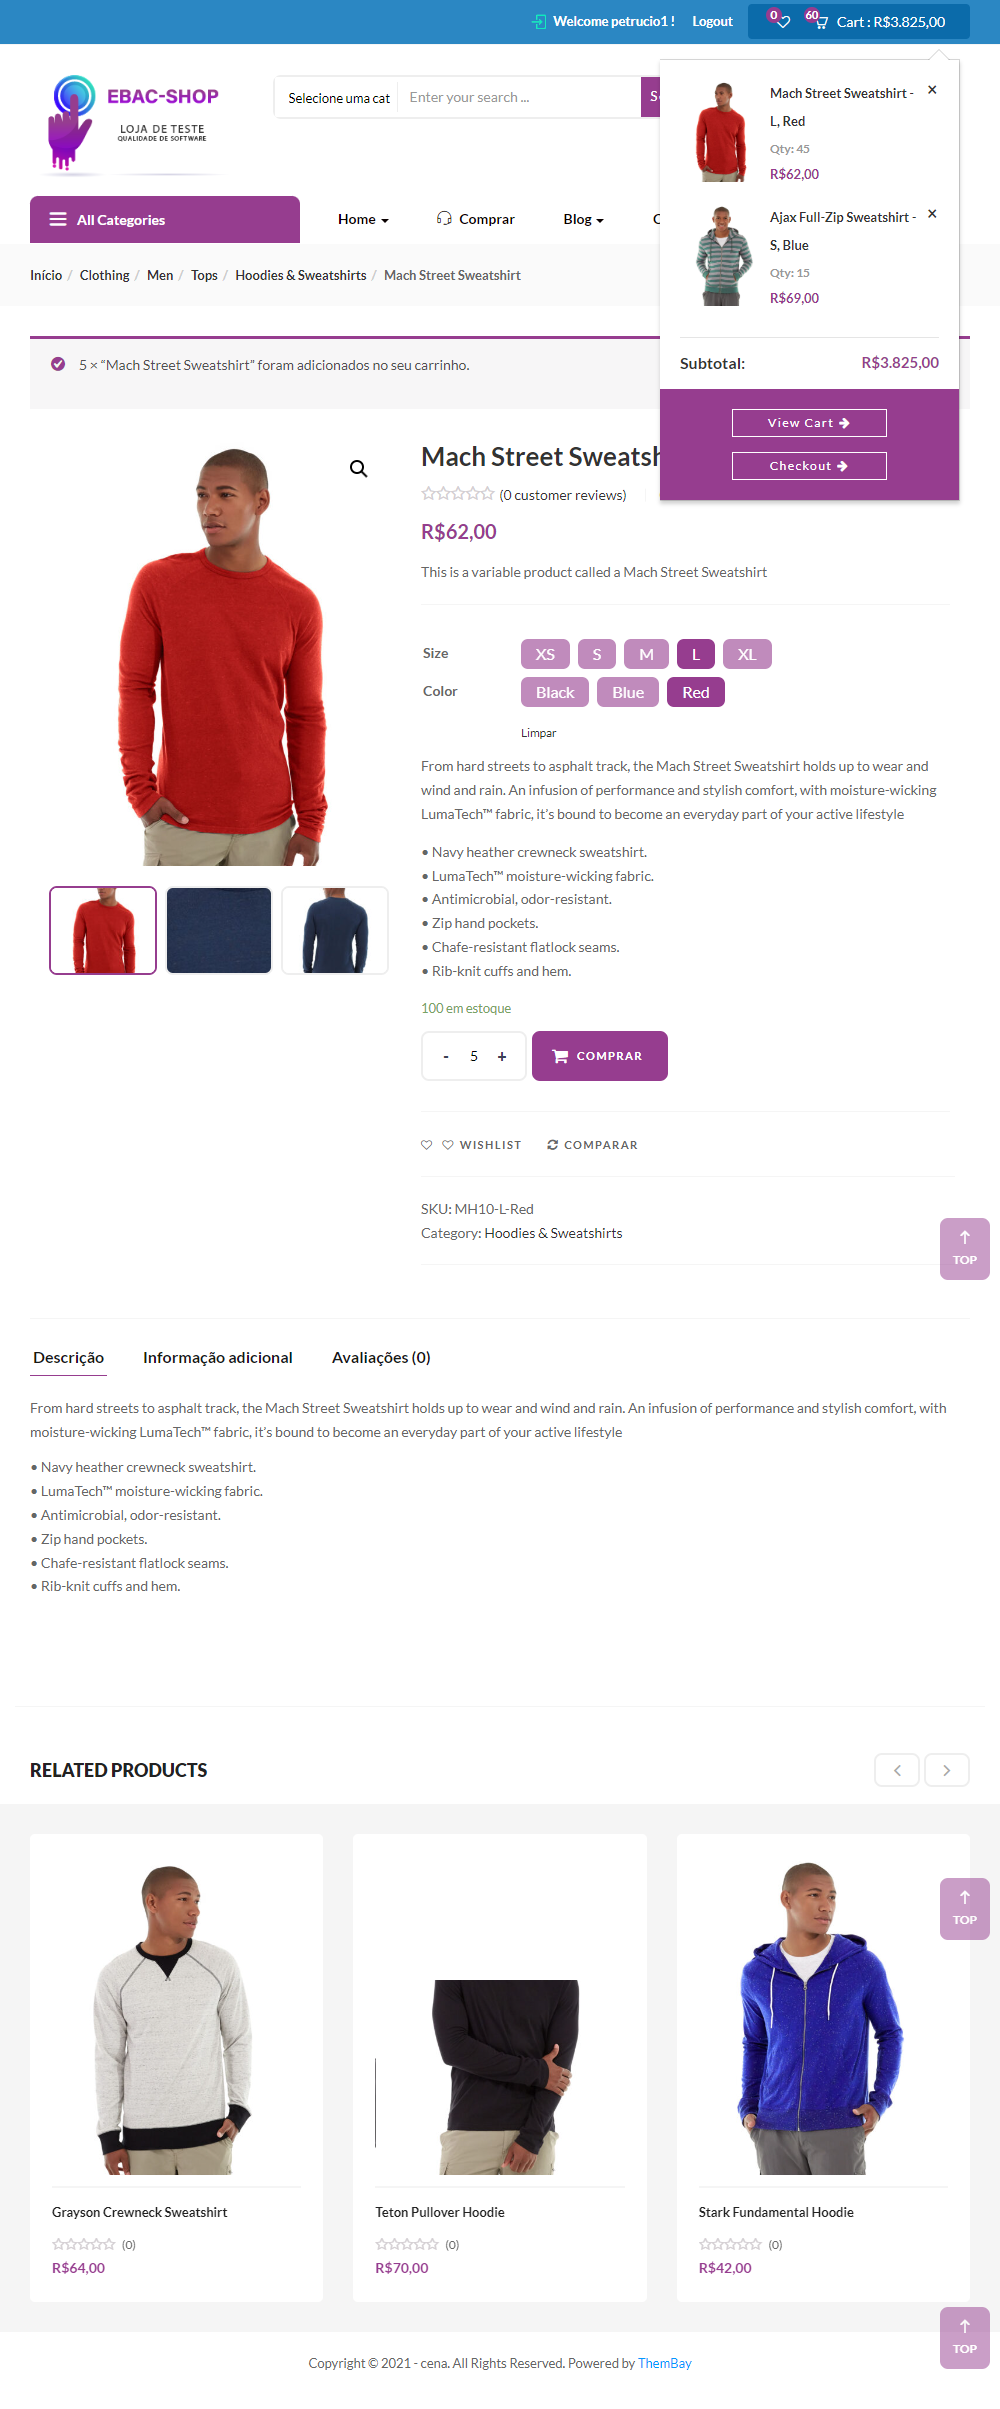 Welcome petrucio1 !
Logout
0
60
Cart : R$3.825,00
EBAC-SHOP
LOJA DE TESTE
QUALIDADE DE SOFTWARE
Selecione uma cat
Enter your search ...
Mach Street Sweatshirt -
L, Red
Qty: 45
R$62,00
Ajax Full-Zip Sweatshirt -
S, Blue
Qty: 15
R$69,00
Subtotal: R$3.825,00
View Cart
Checkout
All Categories
Home
Comprar
Blog
Início / Clothing / Men / Tops / Hoodies & Sweatshirts / Mach Street Sweatshirt
5 × “Mach Street Sweatshirt” foram adicionados no seu carrinho.
Mach Street Sweatsh
(0 customer reviews)
R$62,00
This is a variable product called a Mach Street Sweatshirt
Size XS S M L XL
Color Black Blue Red
Limpar
From hard streets to asphalt track, the Mach Street Sweatshirt holds up to wear and
wind and rain. An infusion of performance and stylish comfort, with moisture-wicking
LumaTech™ fabric, it’s bound to become an everyday part of your active lifestyle
• Navy heather crewneck sweatshirt.
• LumaTech™ moisture-wicking fabric.
• Antimicrobial, odor-resistant.
• Zip hand pockets.
• Chafe-resistant flatlock seams.
• Rib-knit cuffs and hem.
100 em estoque
- 5 +
COMPRAR
WISHLIST
COMPARAR
SKU: MH10-L-Red
Category: Hoodies & Sweatshirts
TOP
Descrição
Informação adicional
Avaliações (0)
From hard streets to asphalt track, the Mach Street Sweatshirt holds up to wear and wind and rain. An infusion of performance and stylish comfort, with
moisture-wicking LumaTech™ fabric, it’s bound to become an everyday part of your active lifestyle
• Navy heather crewneck sweatshirt.
• LumaTech™ moisture-wicking fabric.
• Antimicrobial, odor-resistant.
• Zip hand pockets.
• Chafe-resistant flatlock seams.
• Rib-knit cuffs and hem.
RELATED PRODUCTS
TOP
Grayson Crewneck Sweatshirt
(0)
R$64,00
Teton Pullover Hoodie
(0)
R$70,00
Stark Fundamental Hoodie
(0)
R$42,00
TOP
Copyright © 2021 - cena. All Rights Reserved. Powered by ThemBay